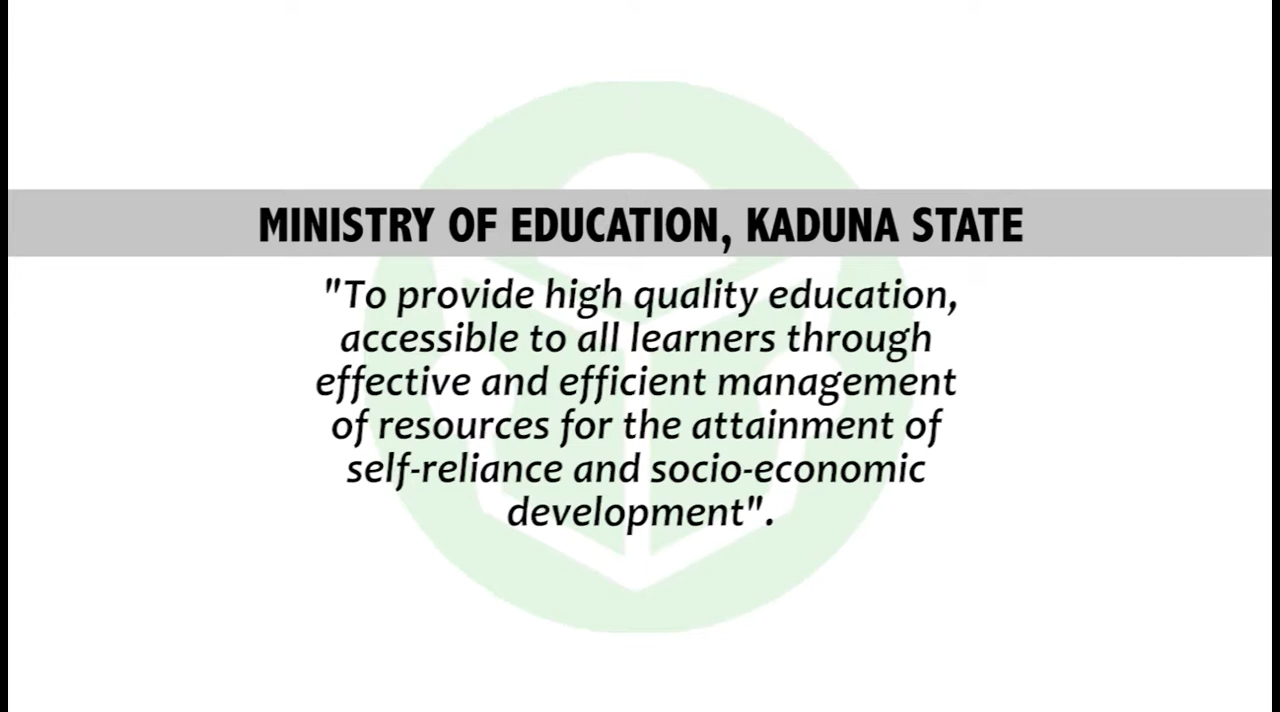 MINISTRY OF EDUCATION, KADUNA STATE
"To provide high quality education,
accessible to all learners through
effective and efficient management
of resources for the attainment of
self-reliance and socio-economic
development".